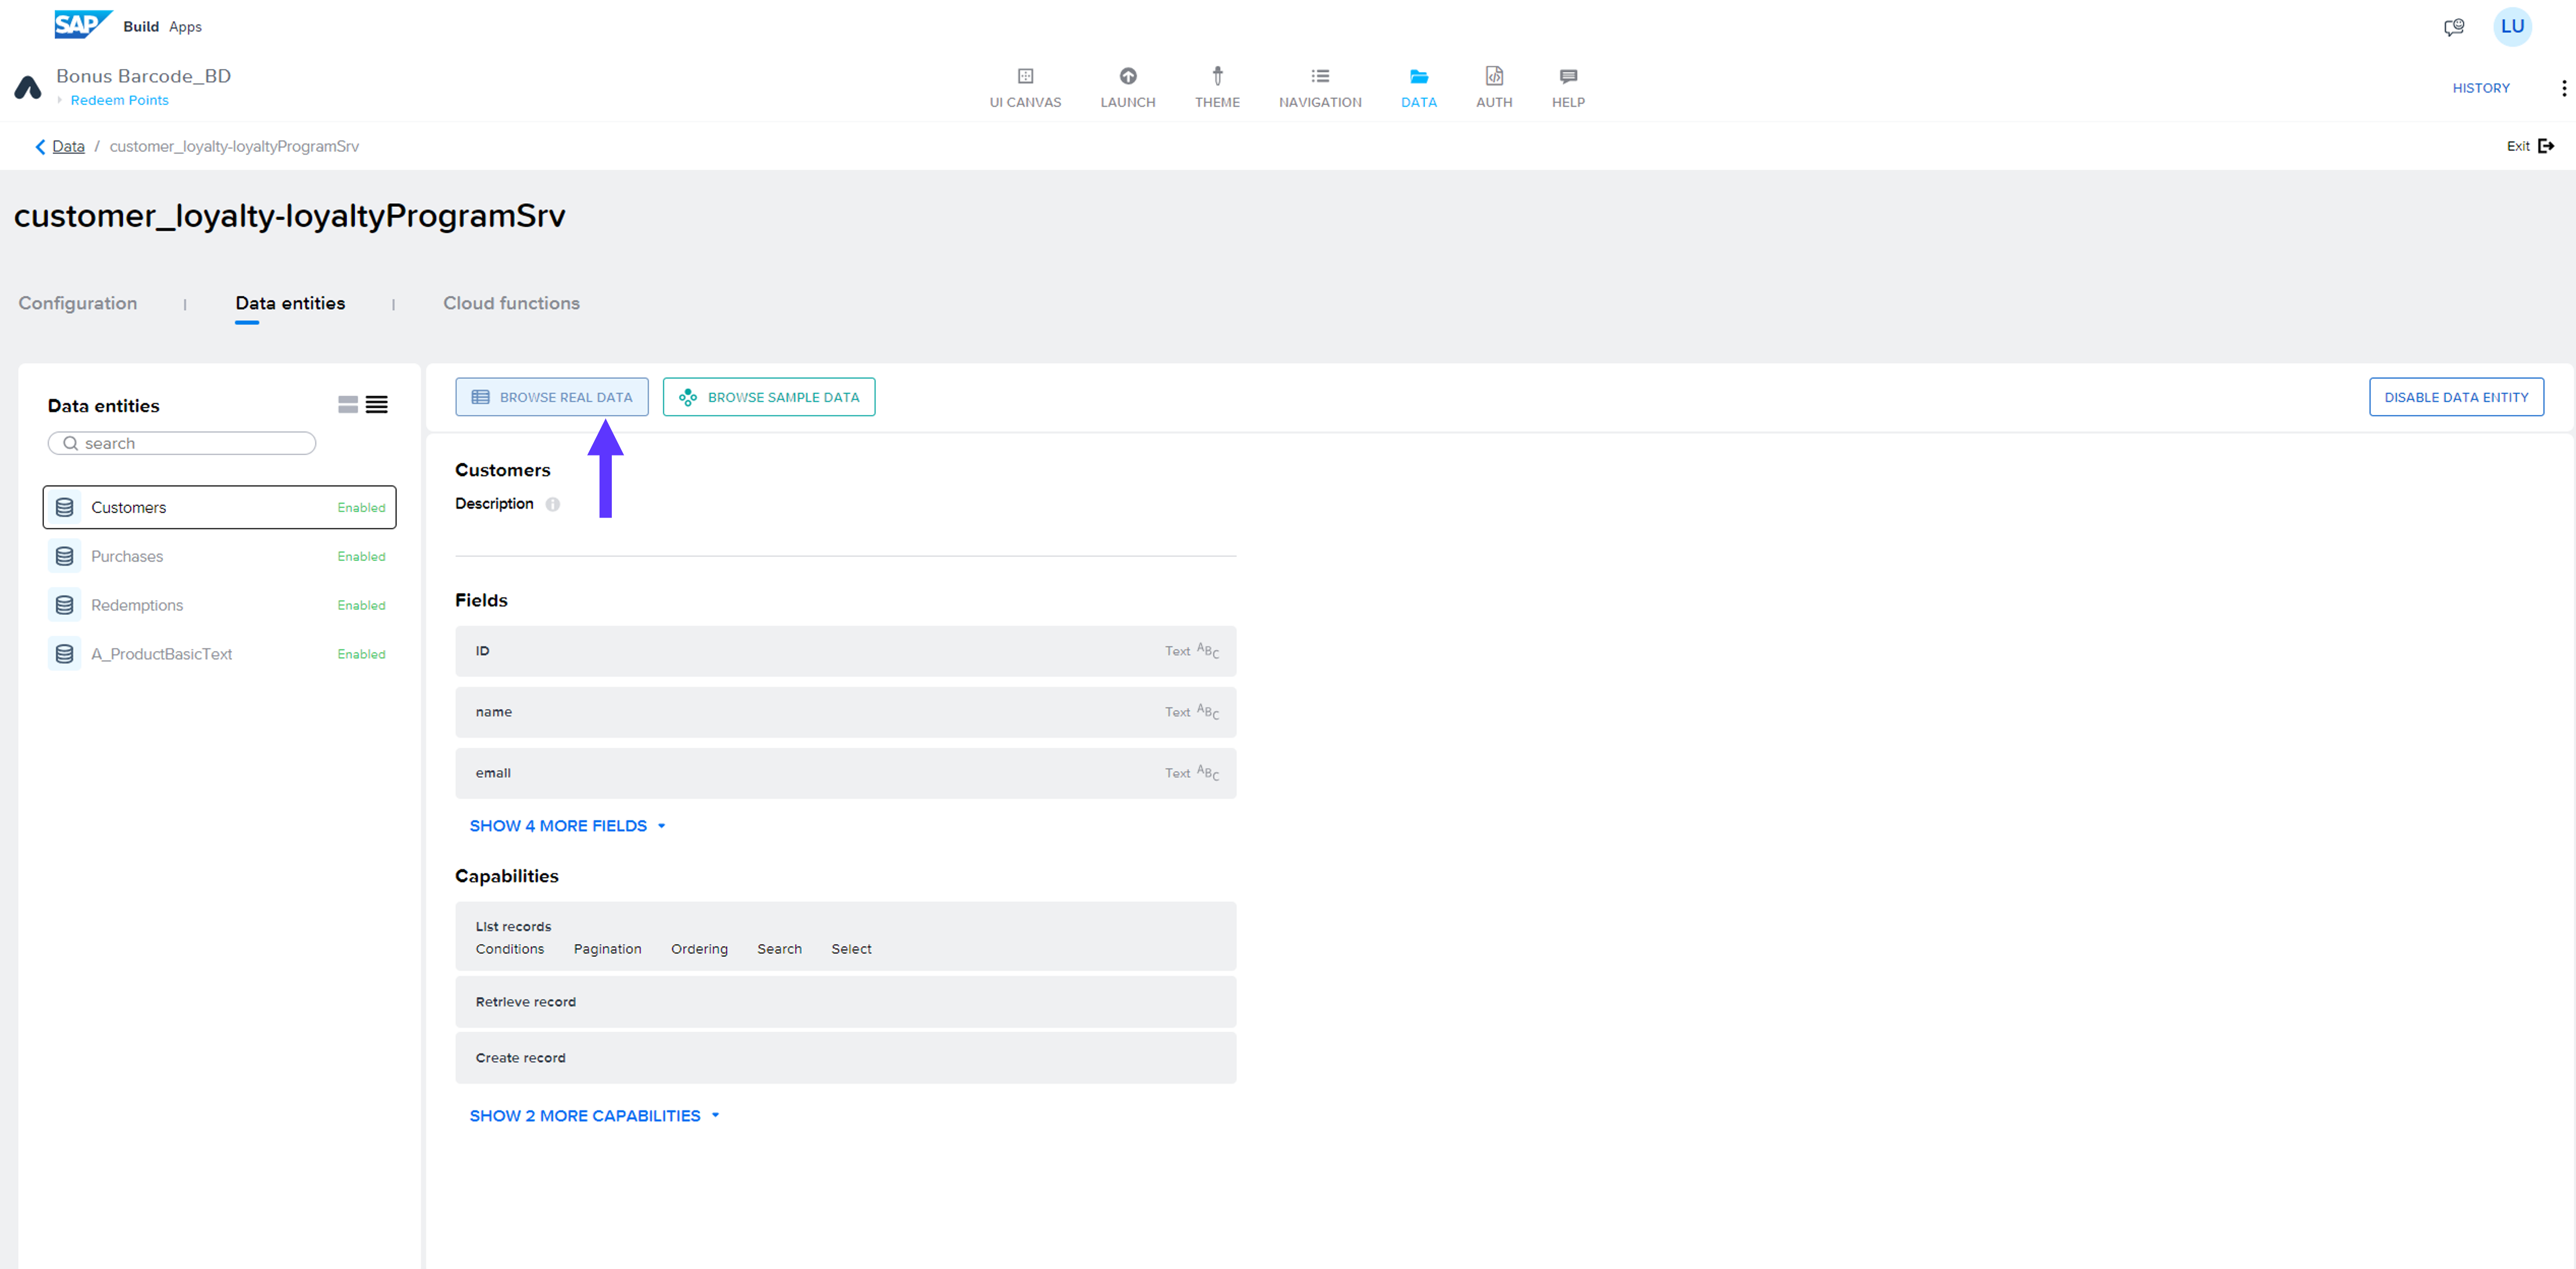 SAP Build Apps
LU
Bonus Barcode_BD
Redeem Points
UI CANVAS LAUNCH THEME NAVIGATION DATA AUTH HELP
HISTORY
Data / customer_loyalty-loyaltyProgramSrv
Exit
customer_loyalty-loyaltyProgramSrv
Configuration | Data entities | Cloud functions
Data entities
search
Customers Enabled
Purchases Enabled
Redemptions Enabled
A_ProductBasicText Enabled
BROWSE REAL DATA BROWSE SAMPLE DATA DISABLE DATA ENTITY
Customers
Description
Fields
ID Text ABC
name Text ABC
email Text ABC
SHOW 4 MORE FIELDS
Capabilities
List records
Conditions Pagination Ordering Search Select
Retrieve record
Create record
SHOW 2 MORE CAPABILITIES